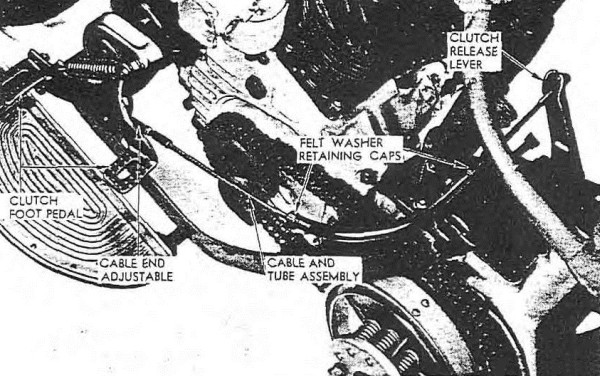 CLUTCH
RELEASE
LEVER
FELT WASHER
RETAINING CAPS
CLUTCH
FOOT PEDAL
CABLE END
ADJUSTABLE
CABLE AND
TUBE ASSEMBLY